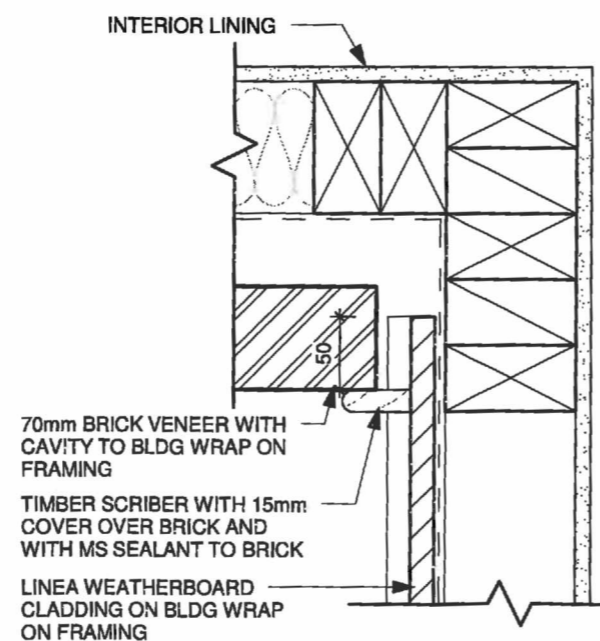 INTERIOR LINING
50
70mm BRICK VENEER WITH
CAVITY TO BLDG WRAP ON
FRAMING
TIMBER SCRIBER WITH 15mm
COVER OVER BRICK AND
WITH MS SEALANT TO BRICK
LINEA WEATHERBOARD
CLADDING ON BLDG WRAP
ON FRAMING